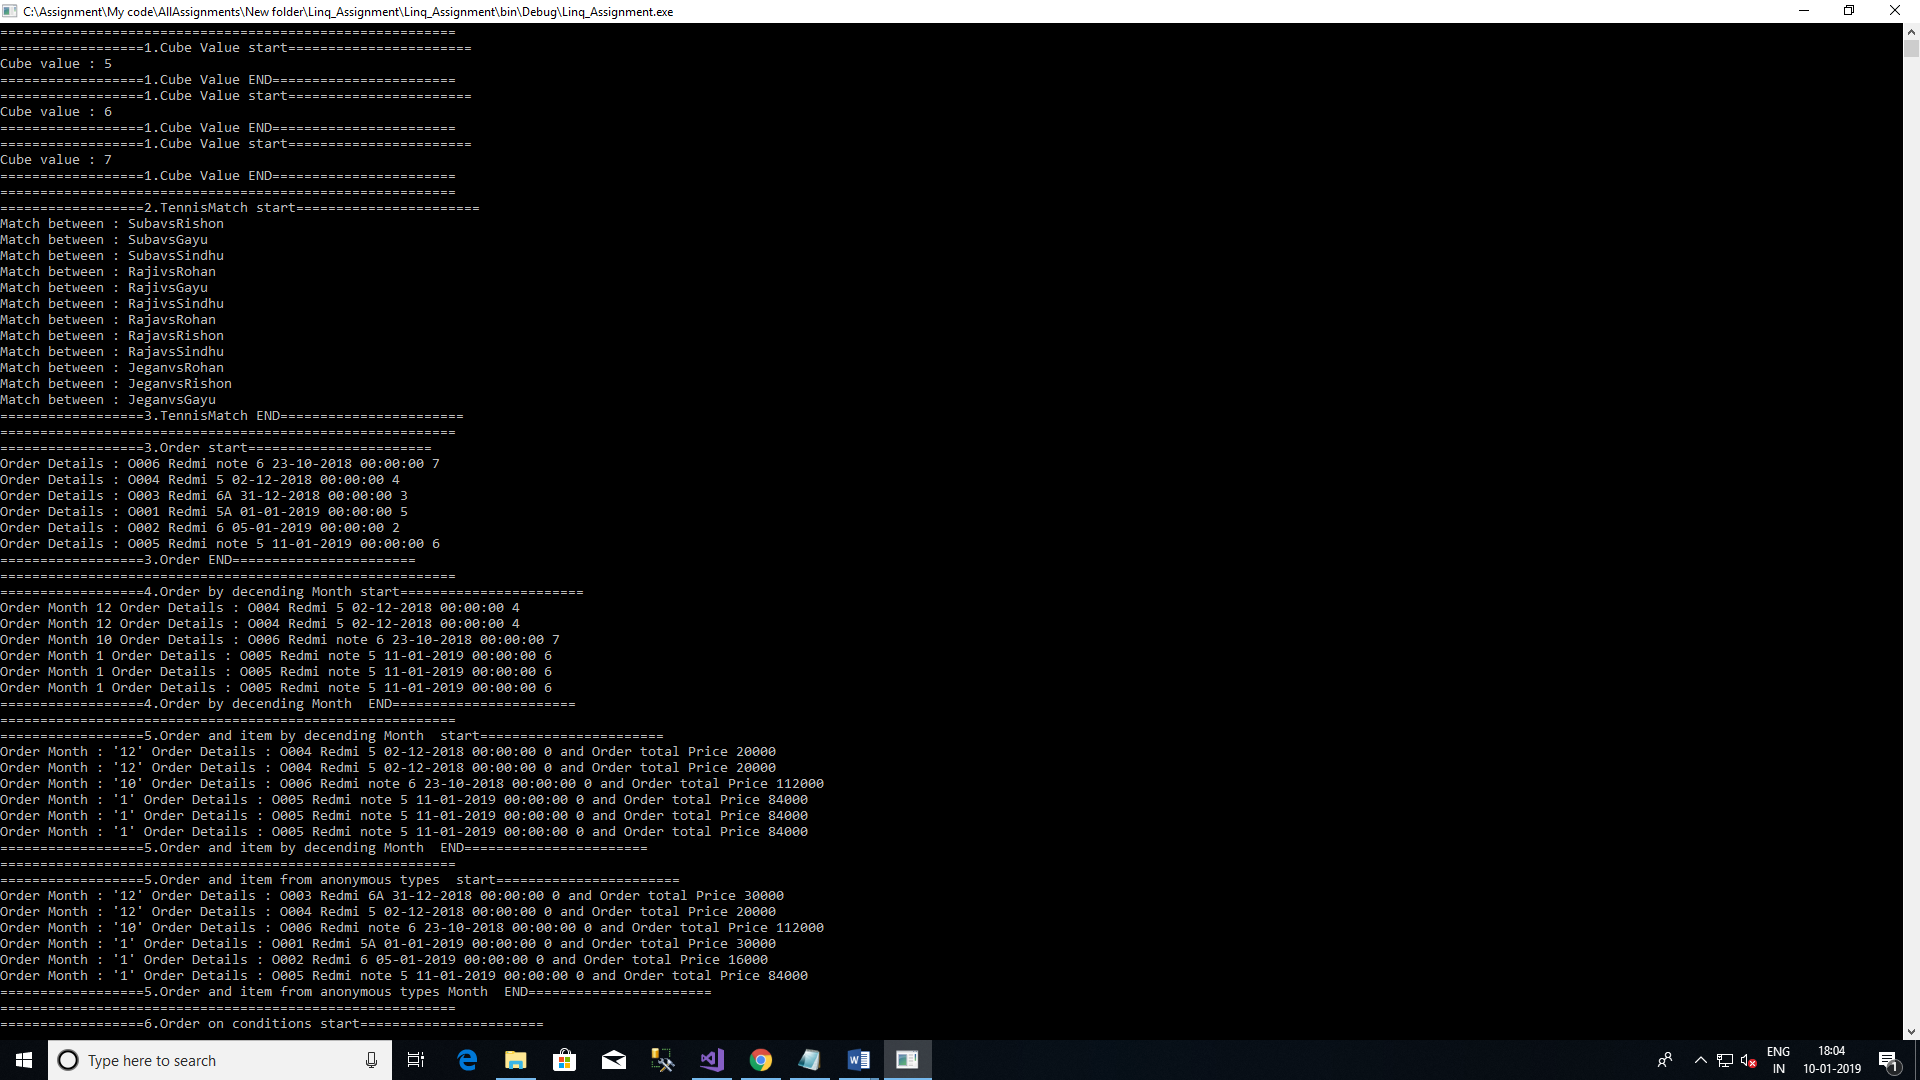 C:\Assignment\My code\AllAssignments\New folder\Linq_Assignment\Linq_Assignment\bin\Debug\Linq_Assignment.exe
=========================================================
==================1.Cube Value start=======================
Cube value : 5
==================1.Cube Value END=======================
==================1.Cube Value start=======================
Cube value : 6
==================1.Cube Value END=======================
==================1.Cube Value start=======================
Cube value : 7
==================1.Cube Value END=======================
=========================================================
==================2.TennisMatch start=======================
Match between : SubavsRishon
Match between : SubavsGayu
Match between : SubavsSindhu
Match between : RajivsRohan
Match between : RajivsGayu
Match between : RajivsSindhu
Match between : RajavsRohan
Match between : RajavsRishon
Match between : RajavsSindhu
Match between : JeganvsRohan
Match between : JeganvsRishon
Match between : JeganvsGayu
==================3.TennisMatch END=======================
=========================================================
==================3.Order start=======================
Order Details : O006 Redmi note 6 23-10-2018 00:00:00 7
Order Details : O004 Redmi 5 02-12-2018 00:00:00 4
Order Details : O003 Redmi 6A 31-12-2018 00:00:00 3
Order Details : O001 Redmi 5A 01-01-2019 00:00:00 5
Order Details : O002 Redmi 6 05-01-2019 00:00:00 2
Order Details : O005 Redmi note 5 11-01-2019 00:00:00 6
==================3.Order END=======================
=========================================================
==================4.Order by decending Month start=======================
Order Month 12 Order Details : O004 Redmi 5 02-12-2018 00:00:00 4
Order Month 12 Order Details : O004 Redmi 5 02-12-2018 00:00:00 4
Order Month 10 Order Details : O006 Redmi note 6 23-10-2018 00:00:00 7
Order Month 1 Order Details : O005 Redmi note 5 11-01-2019 00:00:00 6
Order Month 1 Order Details : O005 Redmi note 5 11-01-2019 00:00:00 6
Order Month 1 Order Details : O005 Redmi note 5 11-01-2019 00:00:00 6
==================4.Order by decending Month  END=======================
=========================================================
==================5.Order and item by decending Month  start=======================
Order Month : '12' Order Details : O004 Redmi 5 02-12-2018 00:00:00 0 and Order total Price 20000
Order Month : '12' Order Details : O004 Redmi 5 02-12-2018 00:00:00 0 and Order total Price 20000
Order Month : '10' Order Details : O006 Redmi note 6 23-10-2018 00:00:00 0 and Order total Price 112000
Order Month : '1' Order Details : O005 Redmi note 5 11-01-2019 00:00:00 0 and Order total Price 84000
Order Month : '1' Order Details : O005 Redmi note 5 11-01-2019 00:00:00 0 and Order total Price 84000
Order Month : '1' Order Details : O005 Redmi note 5 11-01-2019 00:00:00 0 and Order total Price 84000
==================5.Order and item by decending Month  END=======================
=========================================================
==================5.Order and item from anonymous types  start=======================
Order Month : '12' Order Details : O003 Redmi 6A 31-12-2018 00:00:00 0 and Order total Price 30000
Order Month : '12' Order Details : O004 Redmi 5 02-12-2018 00:00:00 0 and Order total Price 20000
Order Month : '10' Order Details : O006 Redmi note 6 23-10-2018 00:00:00 0 and Order total Price 112000
Order Month : '1' Order Details : O001 Redmi 5A 01-01-2019 00:00:00 0 and Order total Price 30000
Order Month : '1' Order Details : O002 Redmi 6 05-01-2019 00:00:00 0 and Order total Price 16000
Order Month : '1' Order Details : O005 Redmi note 5 11-01-2019 00:00:00 0 and Order total Price 84000
==================5.Order and item from anonymous types Month  END=======================
=========================================================
==================6.Order on conditions start=======================
Type here to search
ENG
IN
18:04
10-01-2019
1